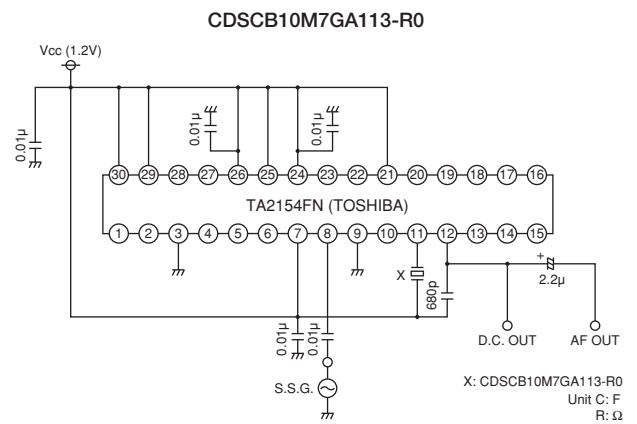 CDSCB10M7GA113-R0
Vcc (1.2V)
0.01µ
0.01µ
0.01µ
30 29 28 27 26 25 24 23 22 21 20 19 18 17 16
TA2154FN (TOSHIBA)
1 2 3 4 5 6 7 8 9 10 11 12 13 14 15
X
680p
+
2.2µ
0.01µ
0.01µ
D.C. OUT
AF OUT
S.S.G.
X: CDSCB10M7GA113-R0
Unit C: F
R: Ω